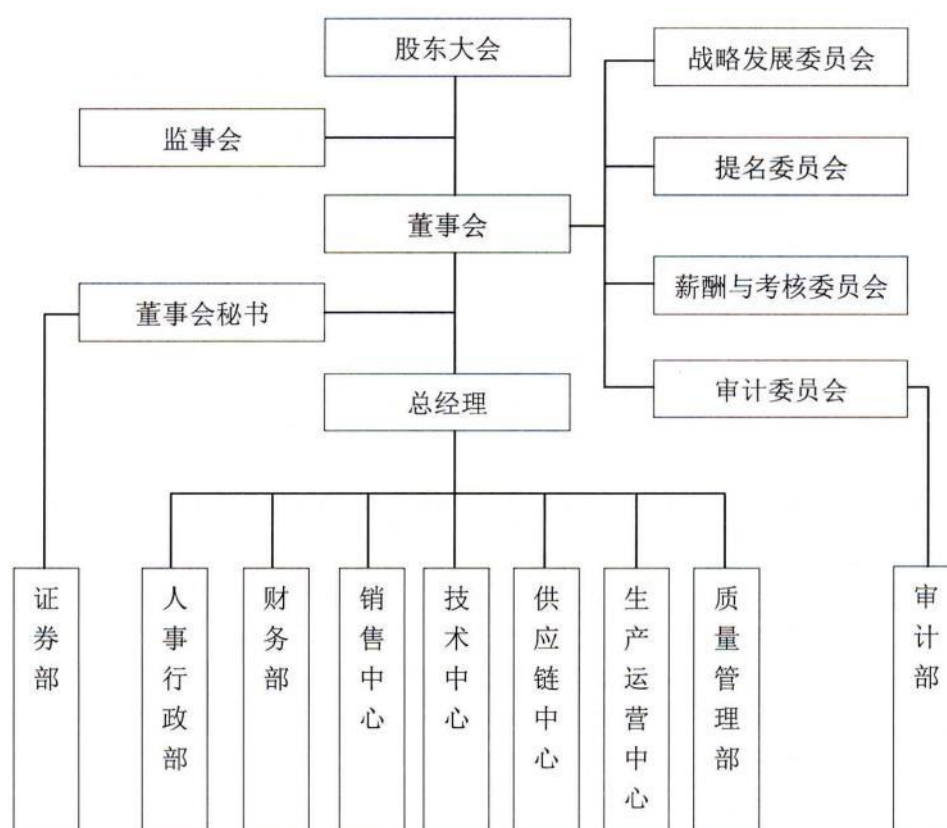 股东大会
战略发展委员会
监事会
提名委员会
董事会
薪酬与考核委员会
董事会秘书
总经理
审计委员会
证券部
人事行政部
财务部
销售中心
技术中心
供应链中心
生产运营中心
质量管理部
审计部